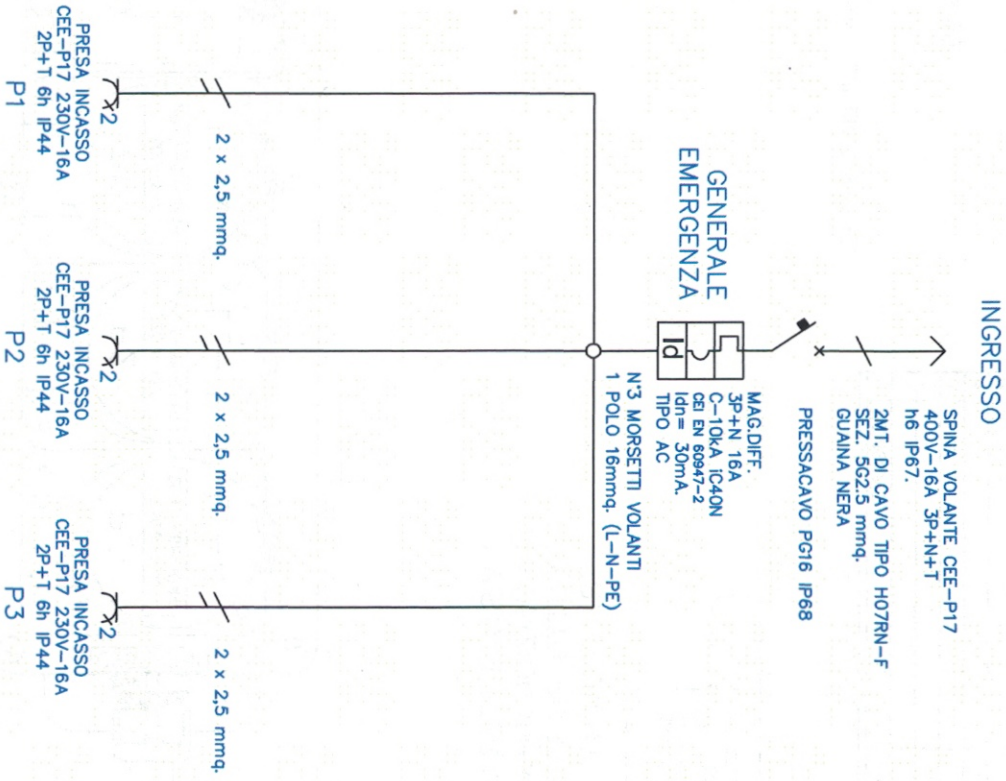 INGRESSO
SPINA VOLANTE CEE-P17
400V-16A 3P+N+T
h6 IP67.
2MT. DI CAVO TIPO H07RN-F
SEZ. 5G2.5 mmq.
GUAINA NERA
PRESSACAVO PG16 IP68
GENERALE
EMERGENZA
Id
MAG.DIFF.
3P+N 16A
C-10kA iC40N
CEI EN 60947-2
Idn= 30mA.
TIPO AC
N°3 MORSETTI VOLANTI
1 POLO 16mmq. (L-N-PE)
2 x 2,5 mmq.
x2
PRESA INCASSO
CEE-P17 230V-16A
2P+T 6h IP44
P1
2 x 2,5 mmq.
x2
PRESA INCASSO
CEE-P17 230V-16A
2P+T 6h IP44
P2
2 x 2,5 mmq.
x2
PRESA INCASSO
CEE-P17 230V-16A
2P+T 6h IP44
P3